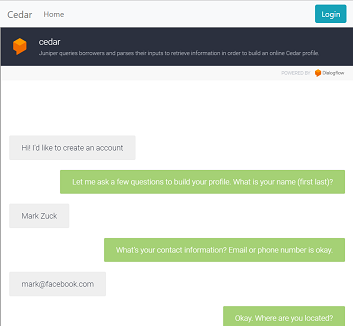 Cedar Home Login
cedar
Juniper queries borrowers and parses their inputs to retrieve information in order to build an online Cedar profile
POWERED BY Dialogflow
Hi! I'd like to create an account
Let me ask a few questions to build your profile. What is your name (first last)?
Mark Zuck
What's your contact information? Email or phone number is okay.
mark@facebook.com
Okay. Where are you located?